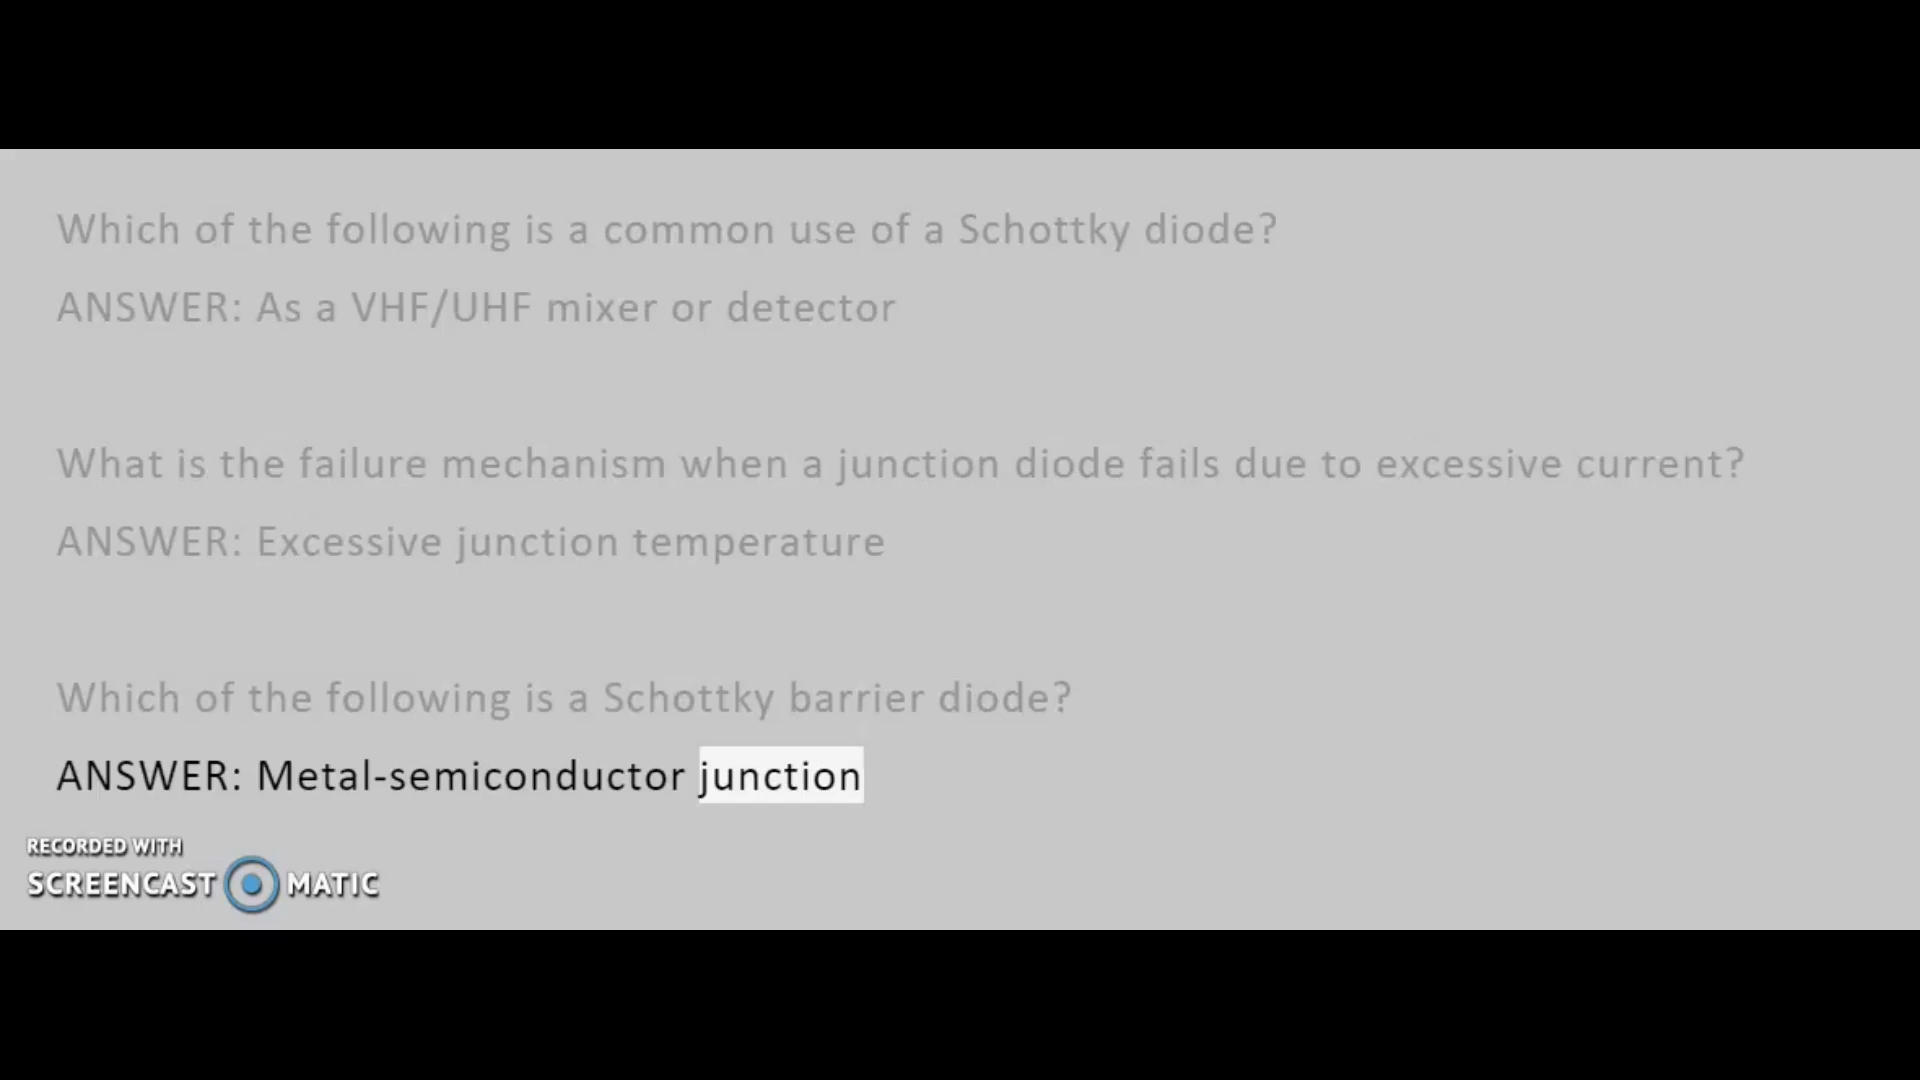 Which of the following is a common use of a Schottky diode?
ANSWER: As a VHF/UHF mixer or detector
What is the failure mechanism when a junction diode fails due to excessive current?
ANSWER: Excessive junction temperature
Which of the following is a Schottky barrier diode?
ANSWER: Metal-semiconductor junction
RECORDED WITH
SCREENCAST MATIC